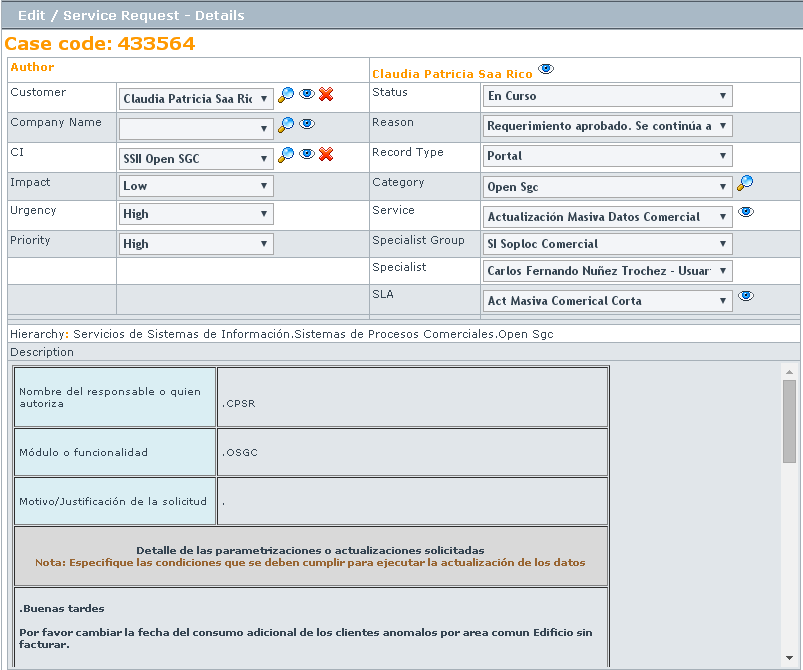 Edit / Service Request - Details
Case code: 433564
Author
Claudia Patricia Saa Rico
Customer
Claudia Patricia Saa Ric
Status
En Curso
Company Name
Reason
Requerimiento aprobado. Se continúa a
CI
SSII Open SGC
Record Type
Portal
Impact
Low
Category
Open Sgc
Urgency
High
Service
Actualización Masiva Datos Comercial
Priority
High
Specialist Group
SI Soploc Comercial
Specialist
Carlos Fernando Nuñez Trochez - Usuar
SLA
Act Masiva Comerical Corta
Hierarchy: Servicios de Sistemas de Información.Sistemas de Procesos Comerciales.Open Sgc
Description
Nombre del responsable o quien
autoriza
.CPSR
Módulo o funcionalidad
.OSGC
Motivo/Justificación de la solicitud
.
Detalle de las parametrizaciones o actualizaciones solicitadas
Nota: Especifique las condiciones que se deben cumplir para ejecutar la actualización de los datos
.Buenas tardes
Por favor cambiar la fecha del consumo adicional de los clientes anomalos por area comun Edificio sin
facturar.